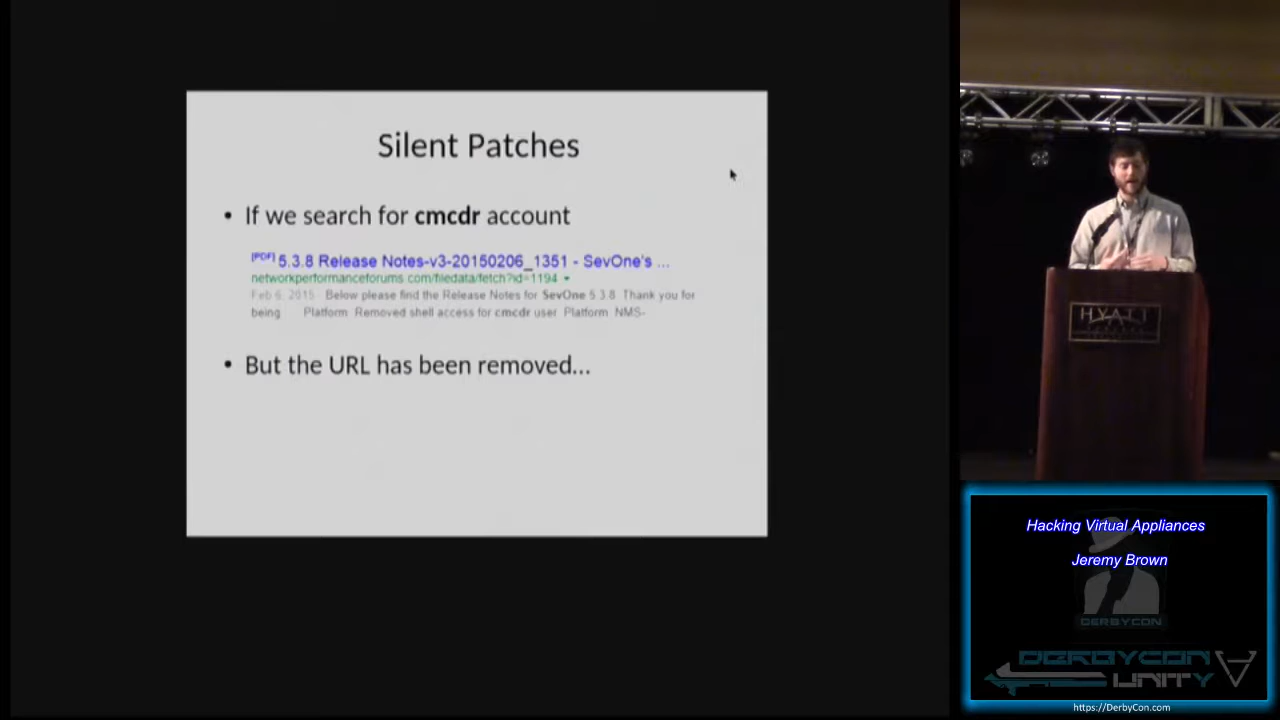 Silent Patches
• If we search for cmcdr account
[PDF] 5.3.8 Release Notes-v3-20150206_1351 - SevOne's ...
networkperformanceforums.com/filedata/fetch?id=1194
Feb 6, 2015 Below please find the Release Notes for SevOne 5.3.8 Thank you for
being Platform Removed shell access for cmcdr user Platform NMS-
• But the URL has been removed...
HYATT
Hacking Virtual Appliances
Jeremy Brown
DERBYCON
DERBYCON
UNITY
https://DerbyCon.com